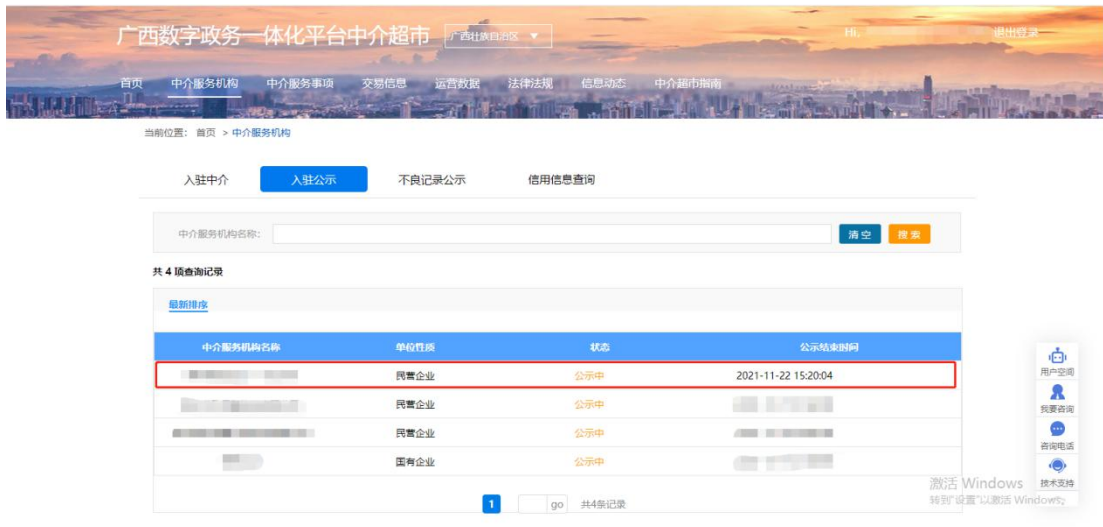 广西数字政务一体化平台中介超市 广西壮族自治区 ▼ Hi, 退出登录
首页 中介服务机构 中介服务事项 交易信息 运营数据 法律法规 信息动态 中介超市指南
当前位置： 首页 > 中介服务机构
入驻中介 入驻公示 不良记录公示 信用信息查询
中介服务机构名称： 清空 搜索
共 4 项查询记录
最新排序
中介服务机构名称 单位性质 状态 公示结束时间
民营企业 公示中 2021-11-22 15:20:04
民营企业 公示中
民营企业 公示中
国有企业 公示中
1 go 共4条记录
用户空间
我要咨询
咨询电话
技术支持
激活 Windows
转到"设置"以激活 Windows。